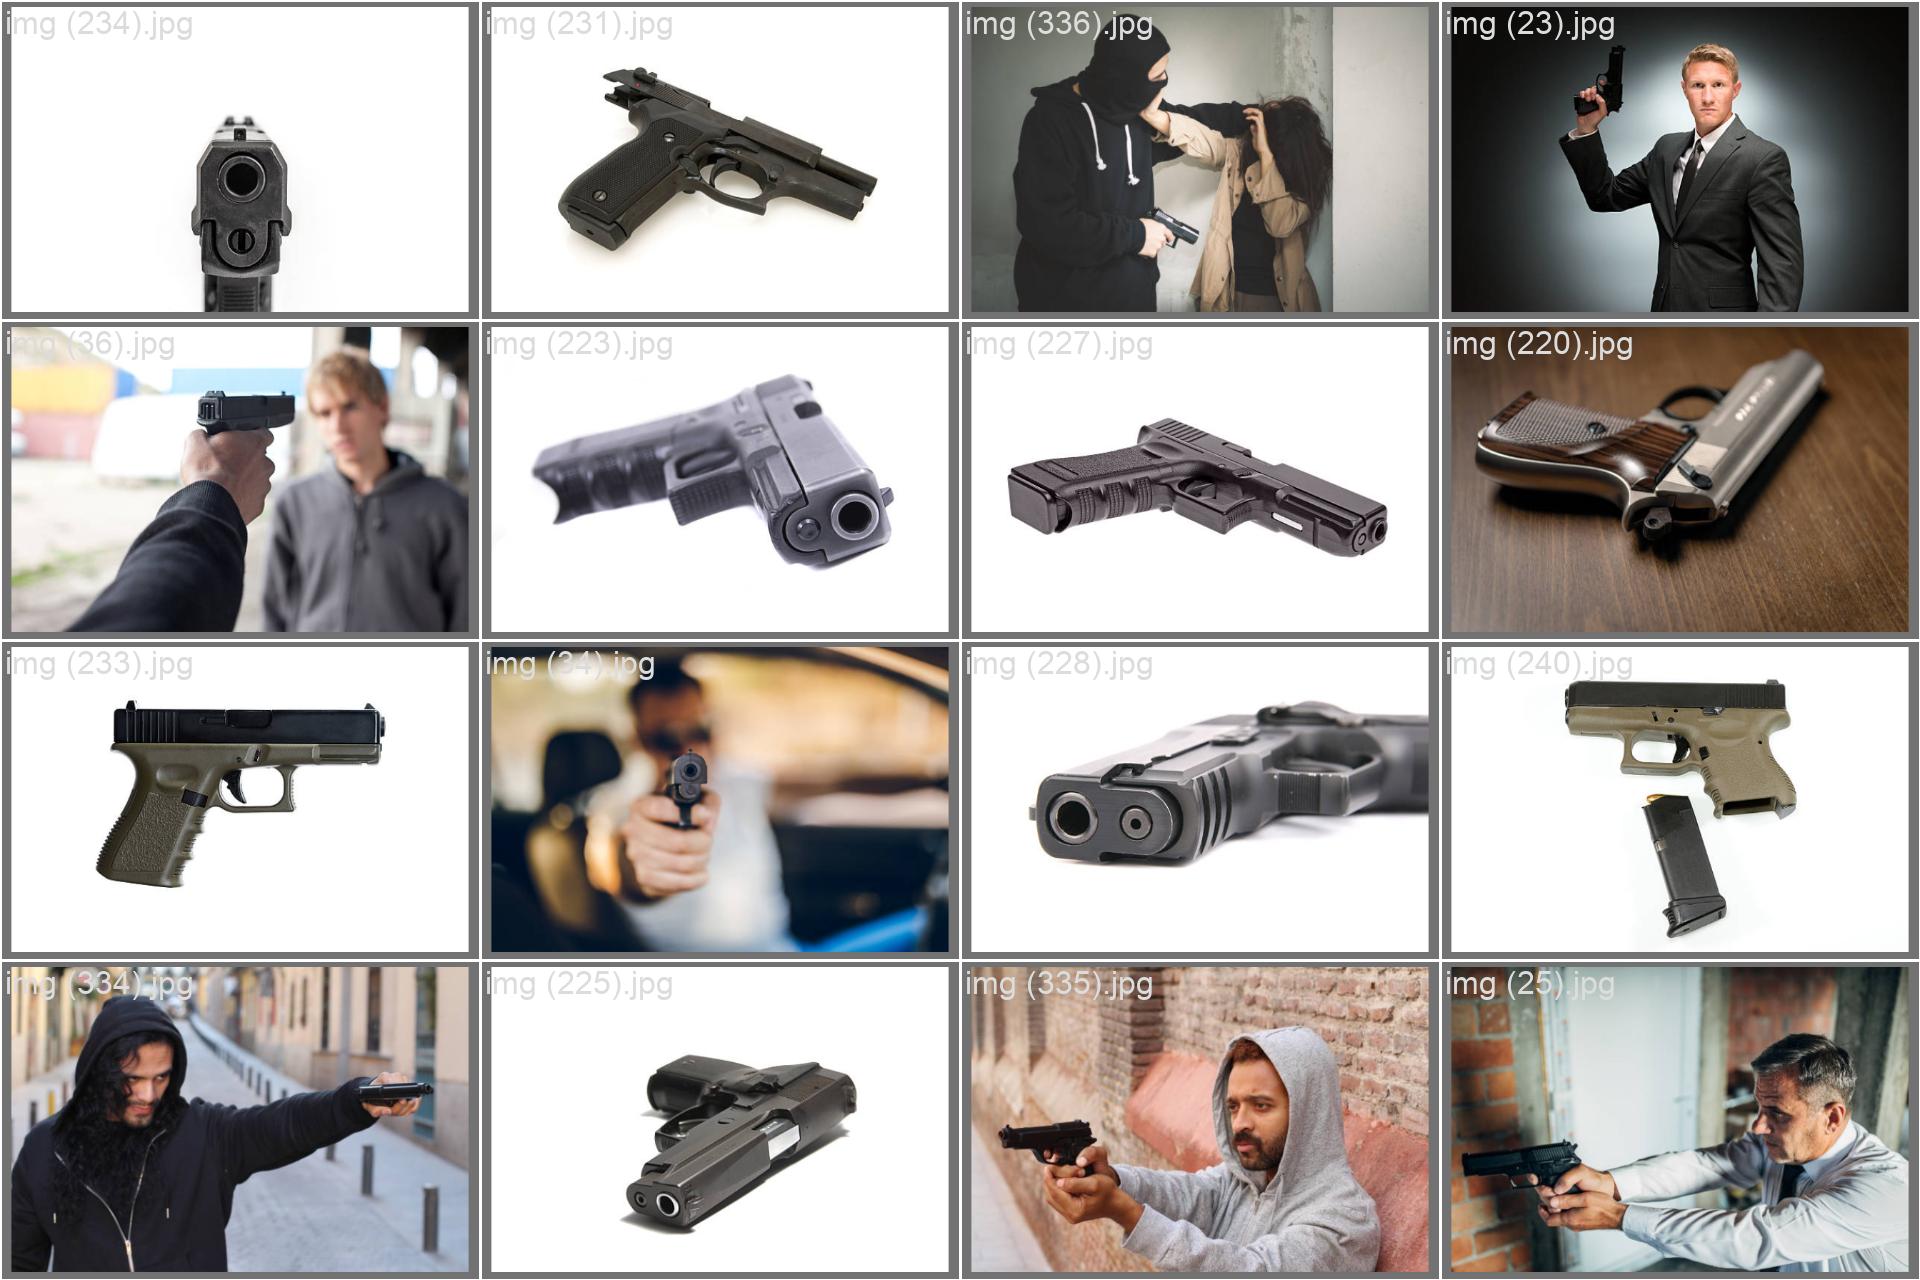 img (234).jpg
img (231).jpg
img (336).jpg
img (23).jpg
img (36).jpg
img (223).jpg
img (227).jpg
img (220).jpg
img (233).jpg
img (34).jpg
img (228).jpg
img (240).jpg
img (334).jpg
img (225).jpg
img (335).jpg
img (25).jpg